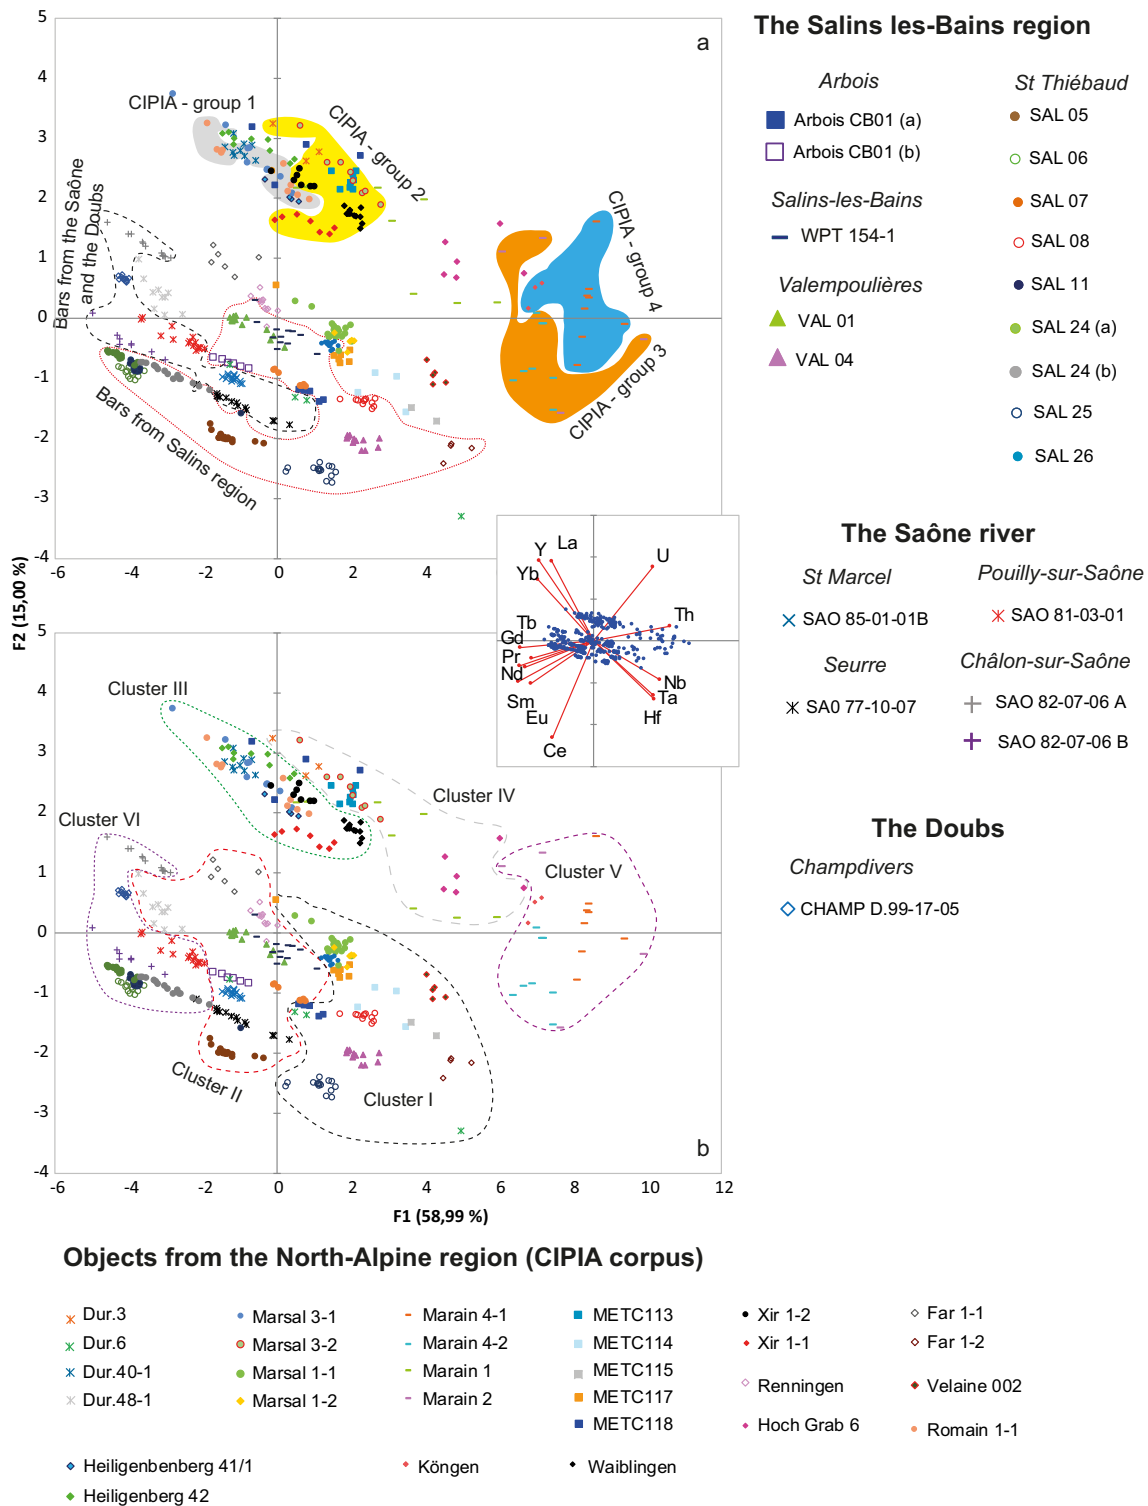 a
CIPIA - group 1
CIPIA - group 2
CIPIA - group 4
CIPIA - group 3
Bars from the Saône
and the Doubs
Bars from Salins region
5
4
3
2
1
0
-1
-2
-3
-4
-6
-4
-2
0
2
4
F2 (15,00 %)
Y
La
U
Yb
Th
Tb
Gd
Pr
Nd
Nb
Ta
Sm
Eu
Hf
Ce
b
Cluster III
Cluster IV
Cluster VI
Cluster V
Cluster II
Cluster I
5
4
3
2
1
0
-1
-2
-3
-4
-6
-4
-2
0
2
4
6
8
10
12
F1 (58,99 %)
The Salins les-Bains region
Arbois
Arbois CB01 (a)
Arbois CB01 (b)
Salins-les-Bains
WPT 154-1
Valempoulières
VAL 01
VAL 04
St Thiébaud
SAL 05
SAL 06
SAL 07
SAL 08
SAL 11
SAL 24 (a)
SAL 24 (b)
SAL 25
SAL 26
The Saône river
St Marcel
SAO 85-01-01B
Seurre
SA0 77-10-07
Pouilly-sur-Saône
SAO 81-03-01
Châlon-sur-Saône
SAO 82-07-06 A
SAO 82-07-06 B
The Doubs
Champdivers
CHAMP D.99-17-05
Objects from the North-Alpine region (CIPIA corpus)
Dur.3
Dur.6
Dur.40-1
Dur.48-1
Heiligenbenberg 41/1
Heiligenberg 42
Marsal 3-1
Marsal 3-2
Marsal 1-1
Marsal 1-2
Marain 4-1
Marain 4-2
Marain 1
Marain 2
Köngen
METC113
METC114
METC115
METC117
METC118
Waiblingen
Xir 1-2
Xir 1-1
Renningen
Hoch Grab 6
Far 1-1
Far 1-2
Velaine 002
Romain 1-1